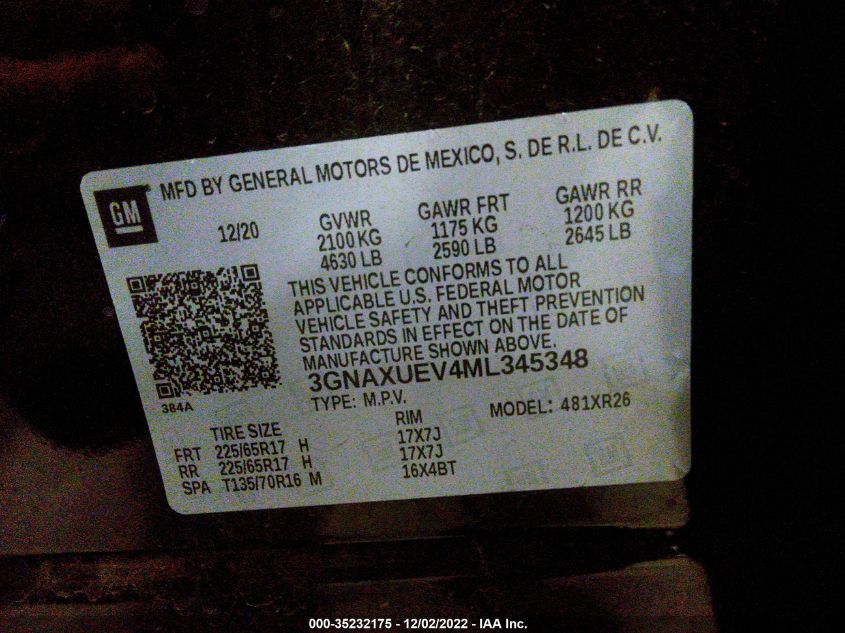 GM
MFD BY GENERAL MOTORS DE MEXICO, S. DE R.L. DE C.V.
12/20
GVWR
2100 KG
4630 LB
GAWR FRT
1175 KG
2590 LB
GAWR RR
1200 KG
2645 LB
THIS VEHICLE CONFORMS TO ALL
APPLICABLE U.S. FEDERAL MOTOR
VEHICLE SAFETY AND THEFT PREVENTION
STANDARDS IN EFFECT ON THE DATE OF
MANUFACTURE SHOWN ABOVE.
3GNAXUEV4ML345348
384A
TYPE: M.P.V.
MODEL: 481XR26
TIRE SIZE RIM
FRT 225/65R17 H 17X7J
RR 225/65R17 H 17X7J
SPA T135/70R16 M 16X4BT
000-35232175 - 12/02/2022 - IAA Inc.